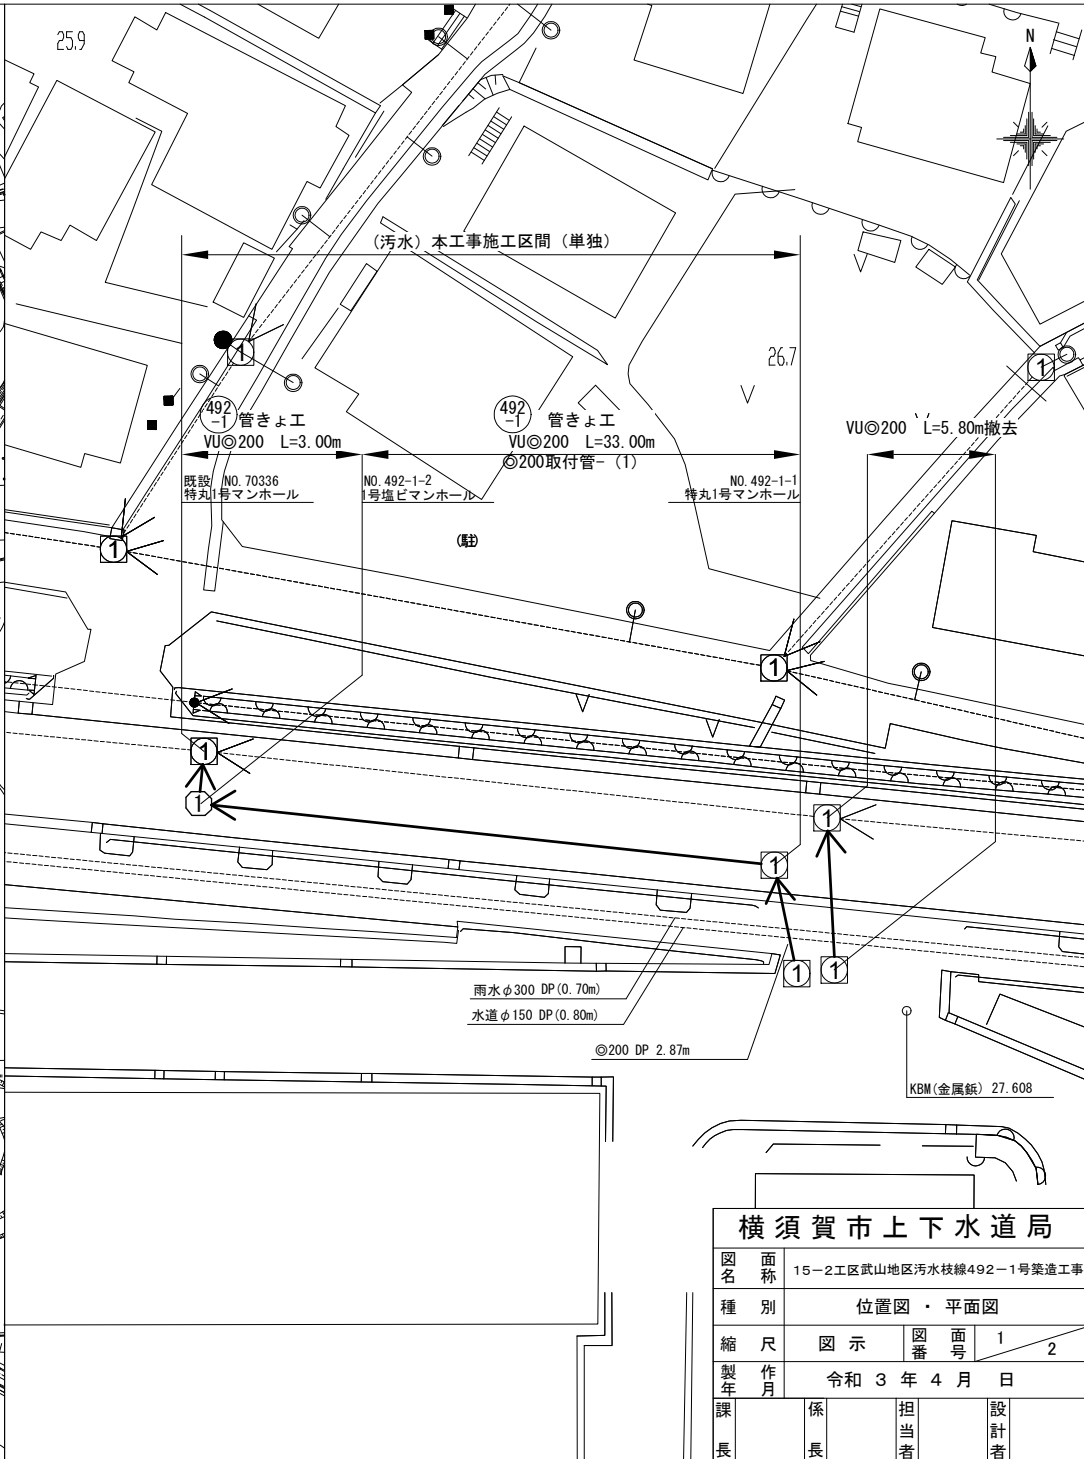 25.9
N
(汚水) 本工事施工区間 (単独)
26.7
1
1
492
-1
管きょ工
VU◎200 L=3.00m
492
-1
管きょ工
VU◎200 L=33.00m
◎200取付管- (1)
VU◎200 L=5.80m撤去
既設 NO.70336
特丸1号マンホール
NO.492-1-2
1号塩ビマンホール
NO.492-1-1
特丸1号マンホール
(駐)
1
1
1
1
1
1
1
1
雨水φ300 DP(0.70m)
水道φ150 DP(0.80m)
◎200 DP 2.87m
KBM(金属鋲) 27.608
横須賀市上下水道局
図面名称 15-2工区武山地区汚水枝線492-1号築造工事
種別 位置図・平面図
縮尺 図示 図面番号 1/2
製作年月 令和 3 年 4 月 日
課長 係長 担当者 設計者